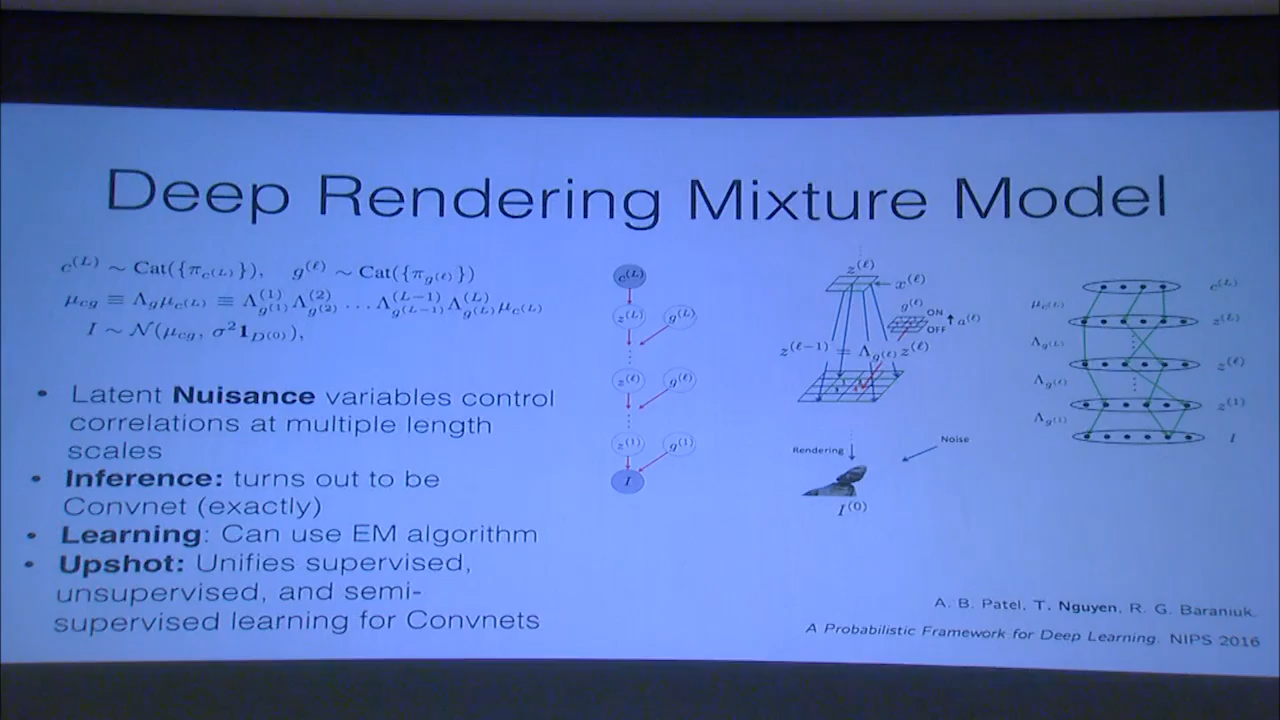 Deep Rendering Mixture Model
c^(L) ∼ Cat({π_c(L)}), g^(ℓ) ∼ Cat({π_g(ℓ)})
μ_cg ≡ Λ_g μ_c(L) ≡ Λ^(1)_g(1) Λ^(2)_g(2) … Λ^(L−1)_g(L−1) Λ^(L)_g(L) μ_c(L)
I ∼ N(μ_cg, σ² 1_D(0)),
• Latent Nuisance variables control
correlations at multiple length
scales
• Inference: turns out to be
Convnet (exactly)
• Learning: Can use EM algorithm
• Upshot: Unifies supervised,
unsupervised, and semi-
supervised learning for Convnets
c^(L)
z^(L) g^(L)
z^(ℓ) g^(ℓ)
z^(1) g^(1)
I
z^(ℓ)
x^(ℓ)
g^(ℓ) ON
OFF a^(ℓ)
z^(ℓ−1) = Λ_g(ℓ) z^(ℓ)
Rendering
Noise
I^(0)
c^(L)
μ_c(L)
z^(L)
Λ_g(L)
z^(ℓ)
Λ_g(ℓ)
z^(1)
Λ_g(1)
I
A. B. Patel, T. Nguyen, R. G. Baraniuk.
A Probabilistic Framework for Deep Learning. NIPS 2016